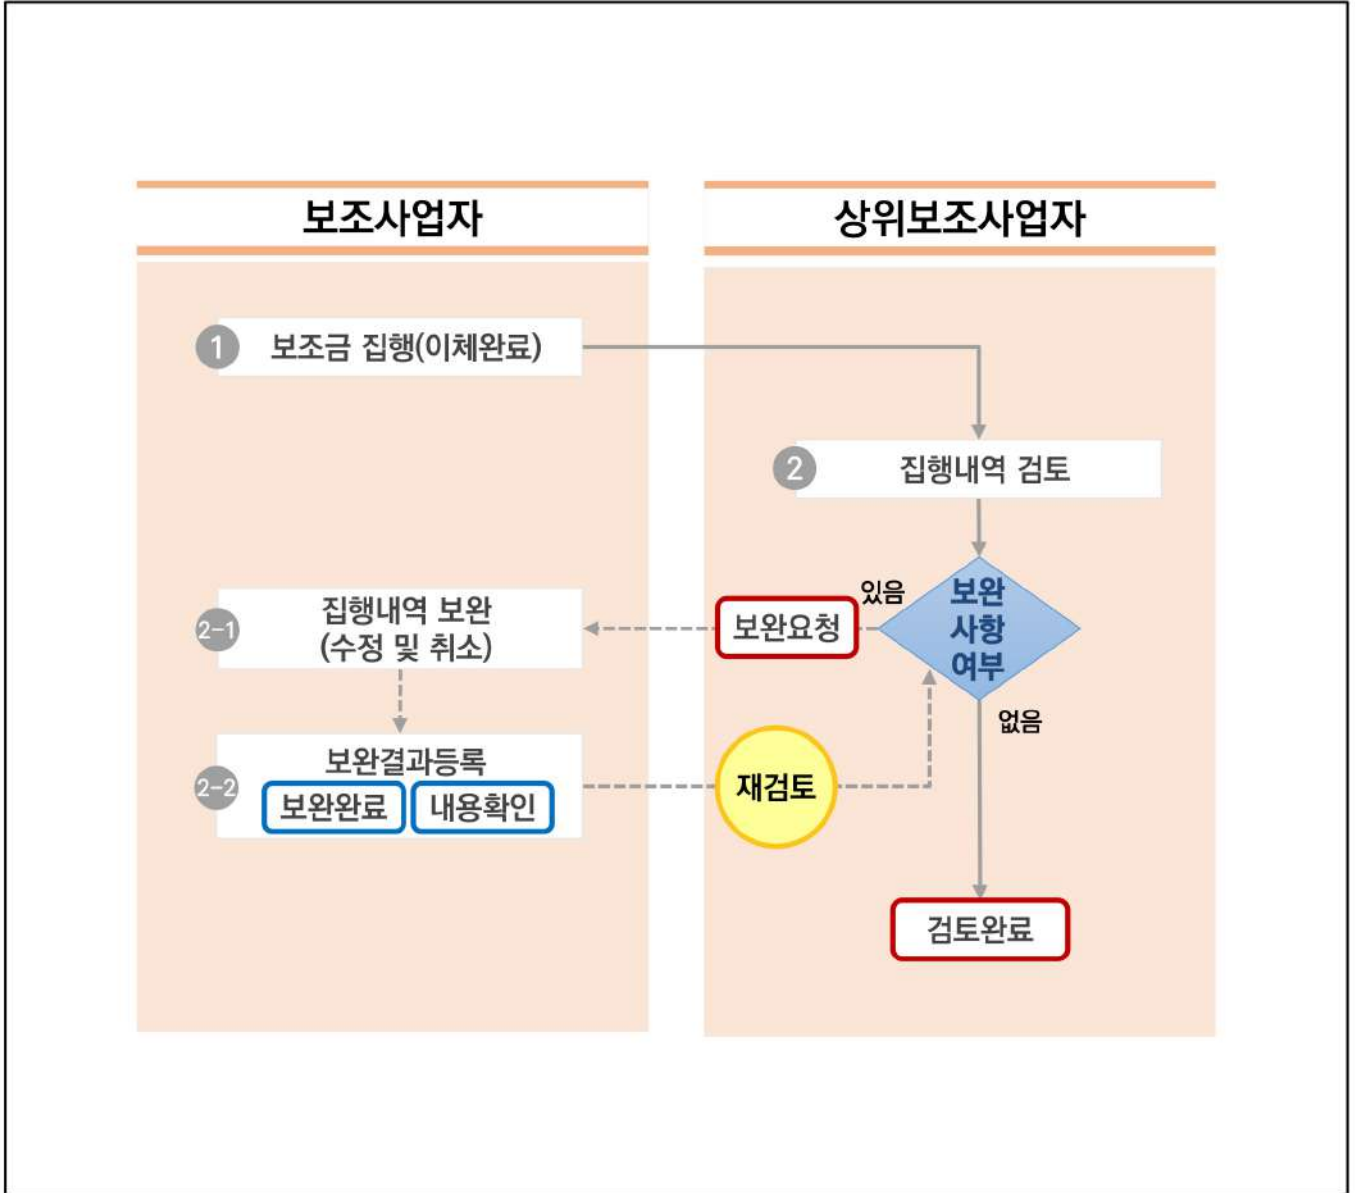 보조사업자
상위보조사업자
1 보조금 집행(이체완료)
2 집행내역 검토
보완
사항
여부
있음
보완요청
2-1 집행내역 보완
(수정 및 취소)
없음
2-2 보완결과등록
보완완료 내용확인
재검토
검토완료